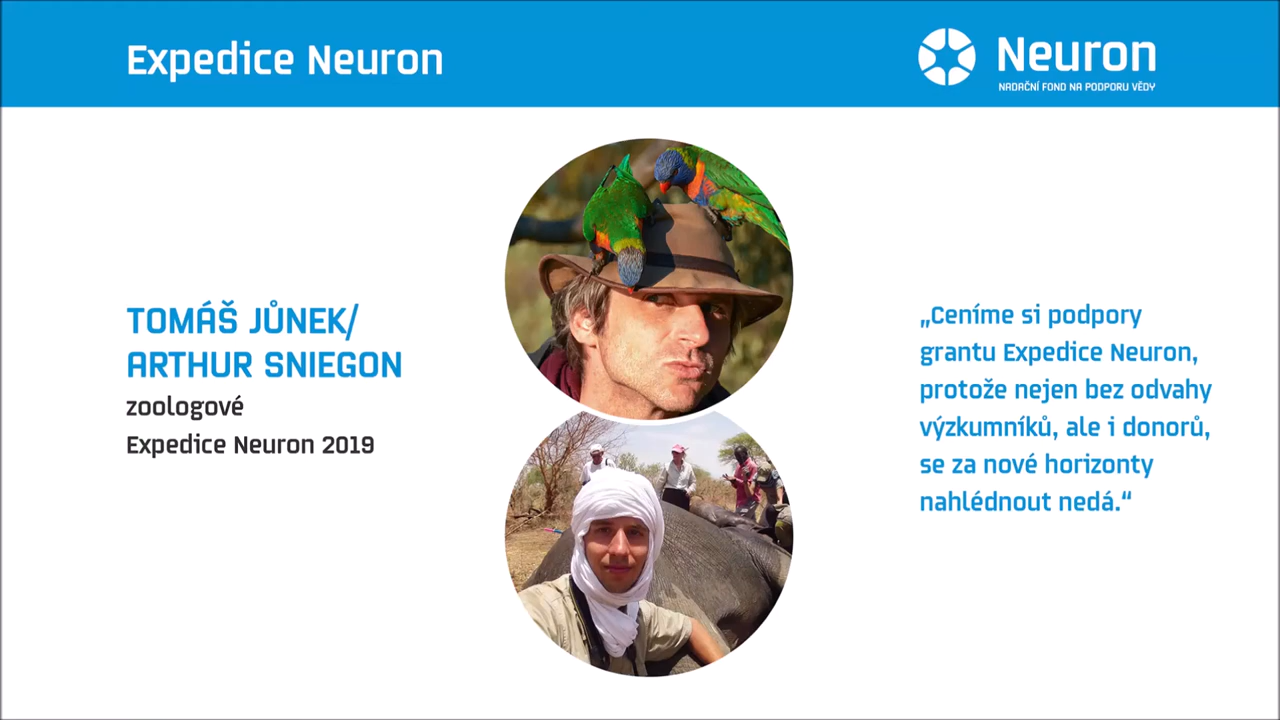 Expedice Neuron
Neuron
NADAČNÍ FOND NA PODPORU VĚDY
TOMÁŠ JŮNEK/
ARTHUR SNIEGON
zoologové
Expedice Neuron 2019
„Ceníme si podpory
grantu Expedice Neuron,
protože nejen bez odvahy
výzkumníků, ale i donorů,
se za nové horizonty
nahlédnout nedá.“